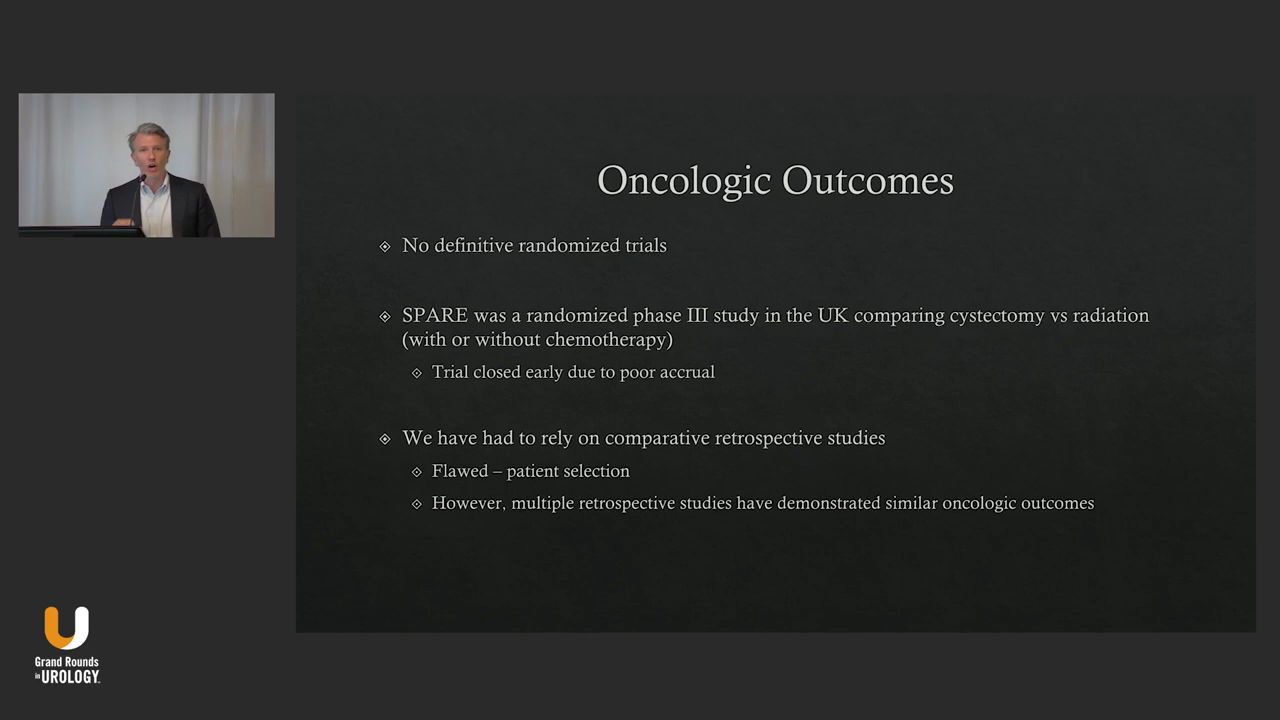 Oncologic Outcomes
No definitive randomized trials
SPARE was a randomized phase III study in the UK comparing cystectomy vs radiation
(with or without chemotherapy)
Trial closed early due to poor accrual
We have had to rely on comparative retrospective studies
Flawed – patient selection
However, multiple retrospective studies have demonstrated similar oncologic outcomes
Grand Rounds
in UROLOGY